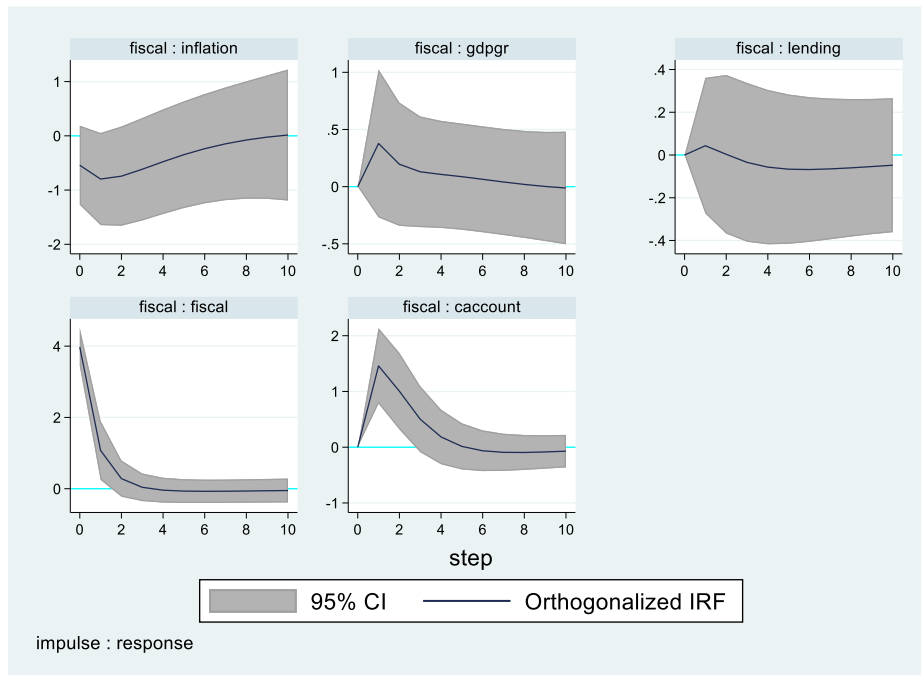 fiscal : inflation
fiscal : gdpgr
fiscal : lending
1
0
-1
-2
0 2 4 6 8 10
1
.5
0
-.5
0 2 4 6 8 10
.4
.2
0
-.2
-.4
0 2 4 6 8 10
fiscal : fiscal
fiscal : caccount
4
2
0
0 2 4 6 8 10
2
1
0
-1
0 2 4 6 8 10
step
95% CI Orthogonalized IRF
impulse : response